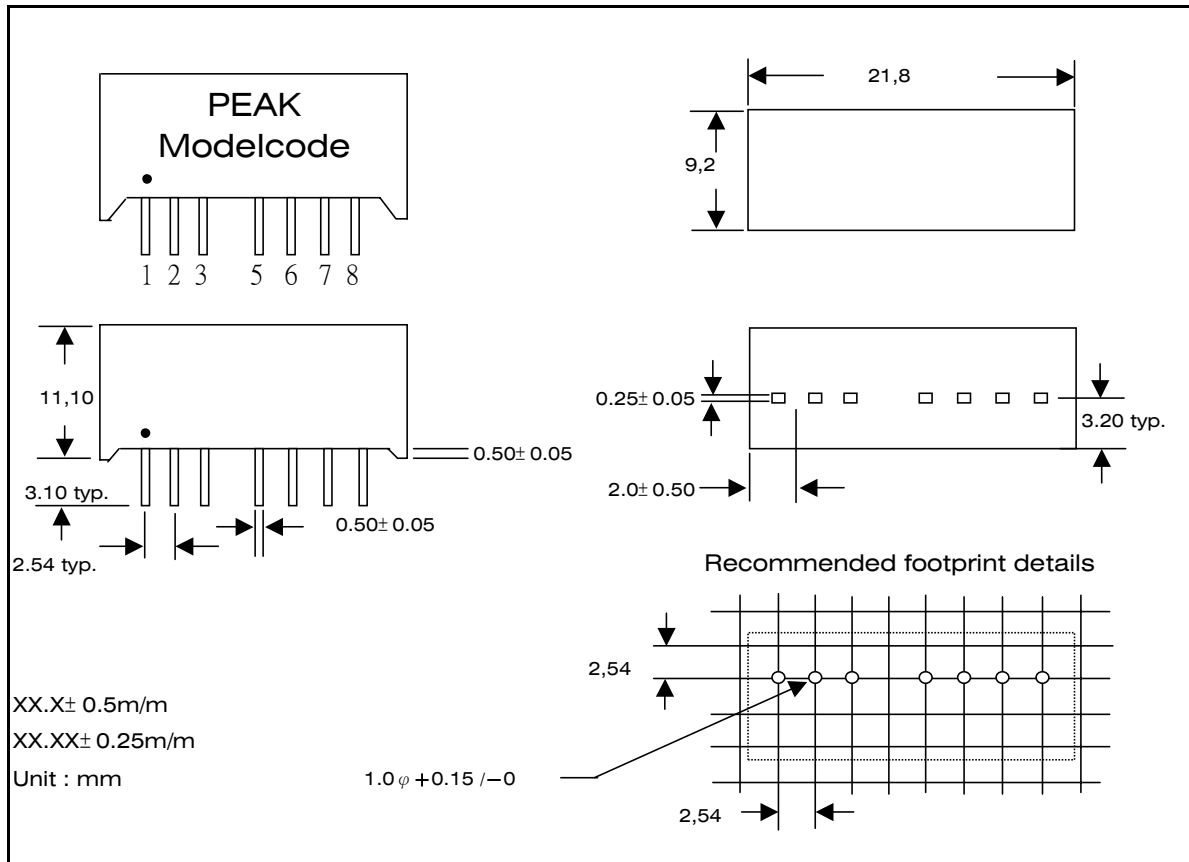 PEAK
Modelcode
1 2 3 5 6 7 8
21,8
9,2
11,10
3.10 typ.
2.54 typ.
0.50± 0.05
0.50± 0.05
0.25± 0.05
2.0± 0.50
3.20 typ.
Recommended footprint details
2,54
2,54
1.0 φ +0.15 /−0
XX.X± 0.5m/m
XX.XX± 0.25m/m
Unit : mm